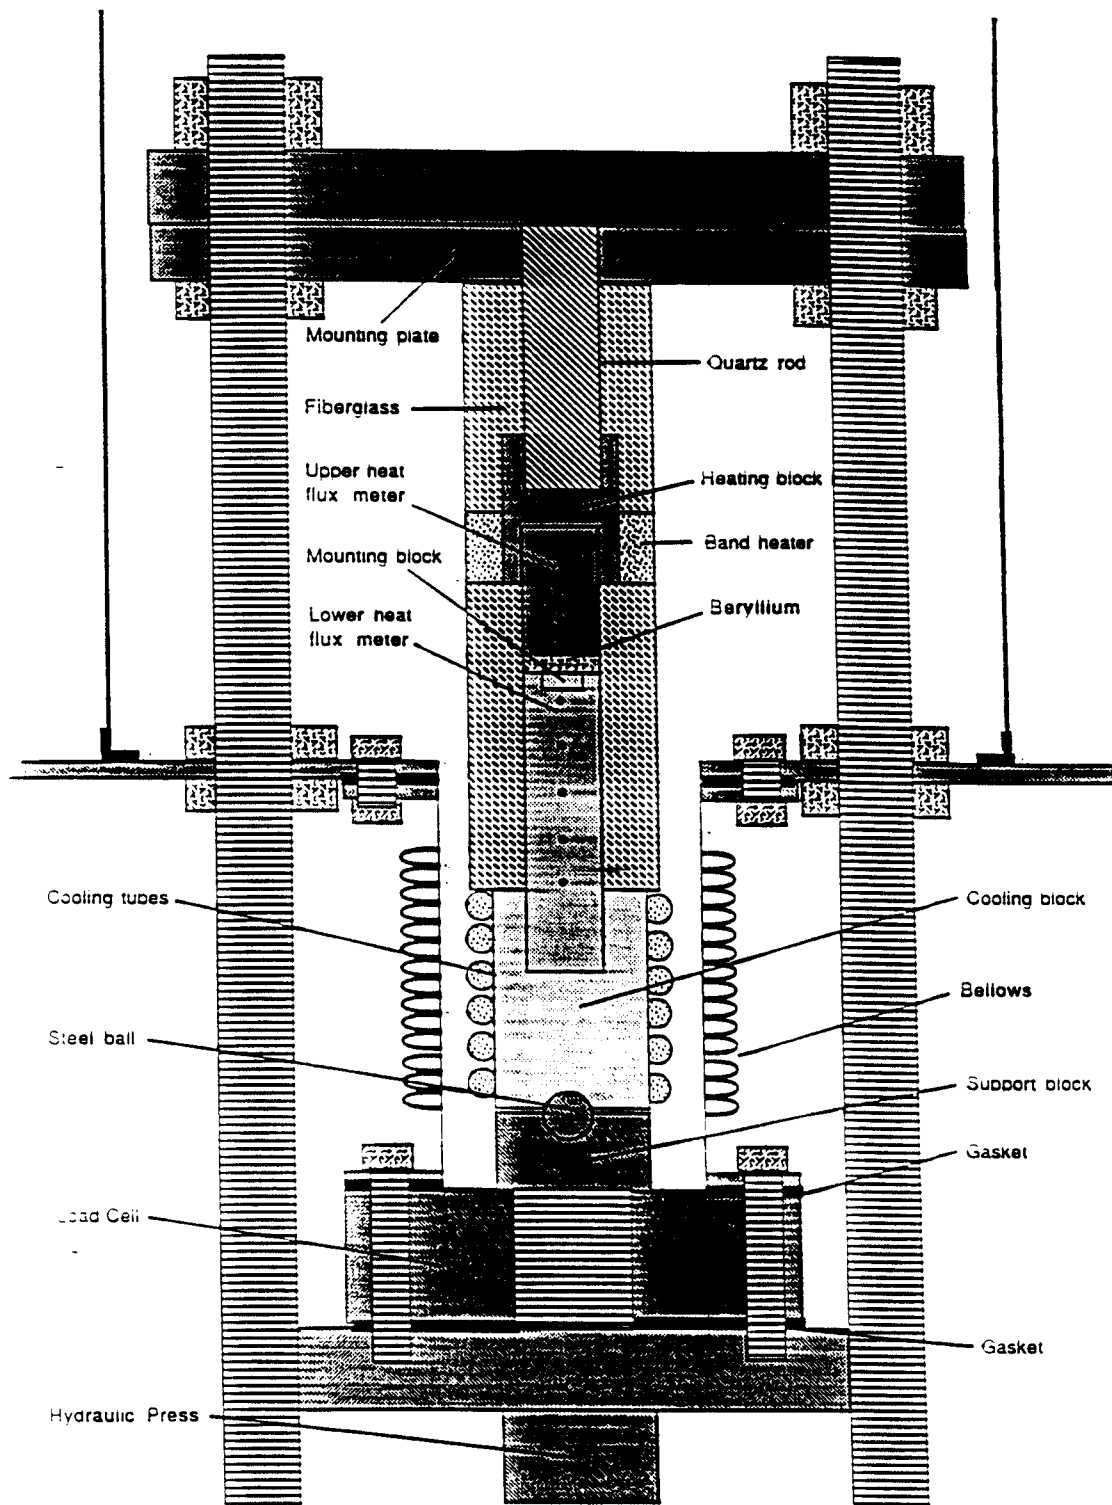 Mounting plate
Quartz rod
Fiberglass
Upper heat
flux meter
Heating block
Mounting block
Band heater
Lower heat
flux meter
Beryllium
Cooling tubes
Cooling block
Steel ball
Bellows
Support block
Gasket
Load Cell
Gasket
Hydraulic Press